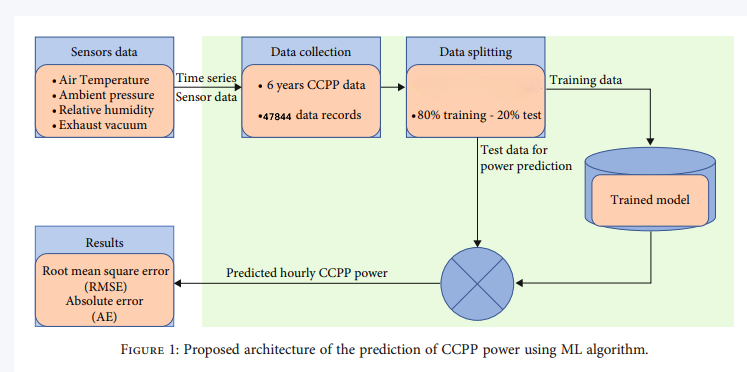 Sensors data
• Air Temperature
• Ambient pressure
• Relative humidity
• Exhaust vacuum
Time series
Sensor data
Data collection
• 6 years CCPP data
•47844 data records
Data splitting
•80% training - 20% test
Training data
Test data for
power prediction
Trained model
Results
Root mean square error
(RMSE)
Absolute error
(AE)
Predicted hourly CCPP power
FIGURE 1: Proposed architecture of the prediction of CCPP power using ML algorithm.